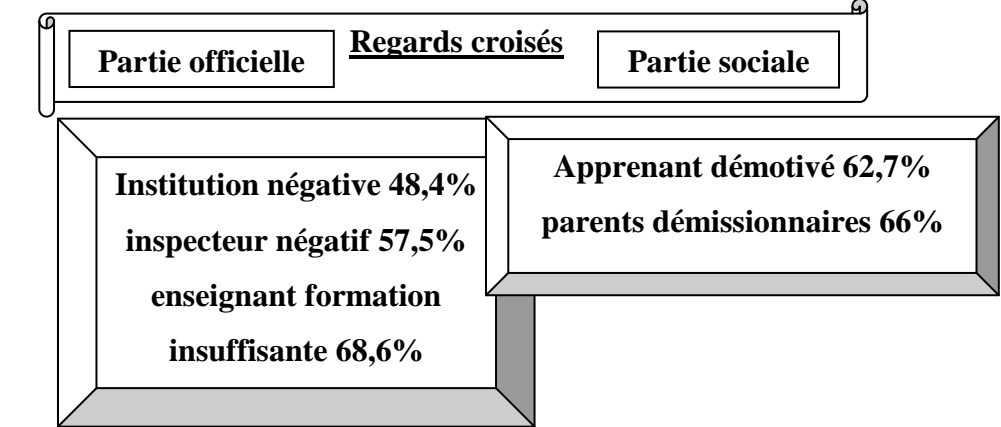 Regards croisés
Partie officielle
Partie sociale
Institution négative 48,4%
inspecteur négatif 57,5%
enseignant formation
insuffisante 68,6%
Apprenant démotivé 62,7%
parents démissionnaires 66%